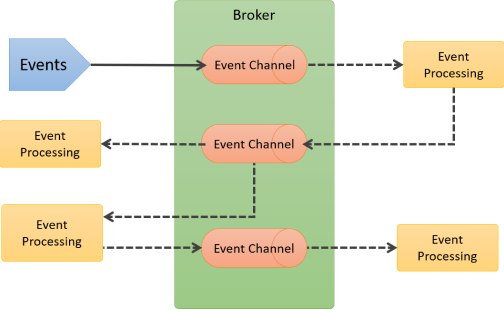 Broker
Events
Event Channel
Event
Processing
Event
Processing
Event Channel
Event
Processing
Event Channel
Event
Processing